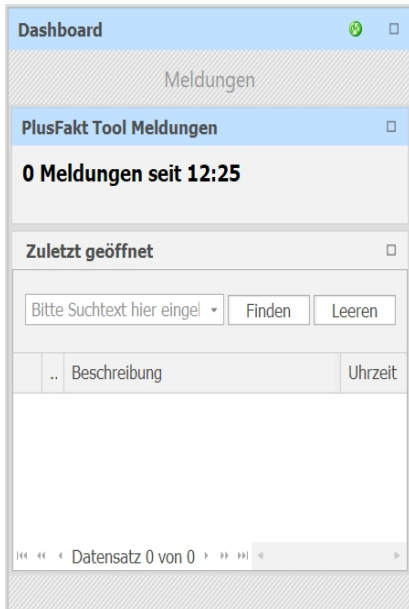 Dashboard
Meldungen
PlusFakt Tool Meldungen
0 Meldungen seit 12:25
Zuletzt geöffnet
Bitte Suchtext hier eingel Finden Leeren
.. Beschreibung Uhrzeit
Datensatz 0 von 0